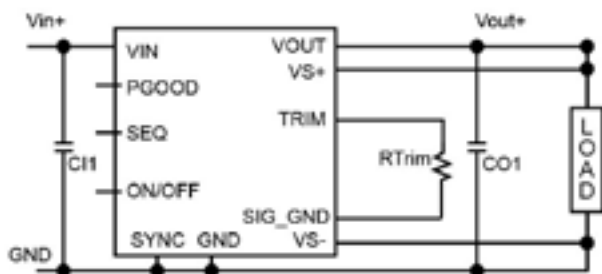 Vin+
Vout+
VIN
VOUT
VS+
PGOOD
TRIM
SEQ
CI1
RTrim
CO1
LOAD
ON/OFF
SIG_GND
SYNC
GND
VS-
GND